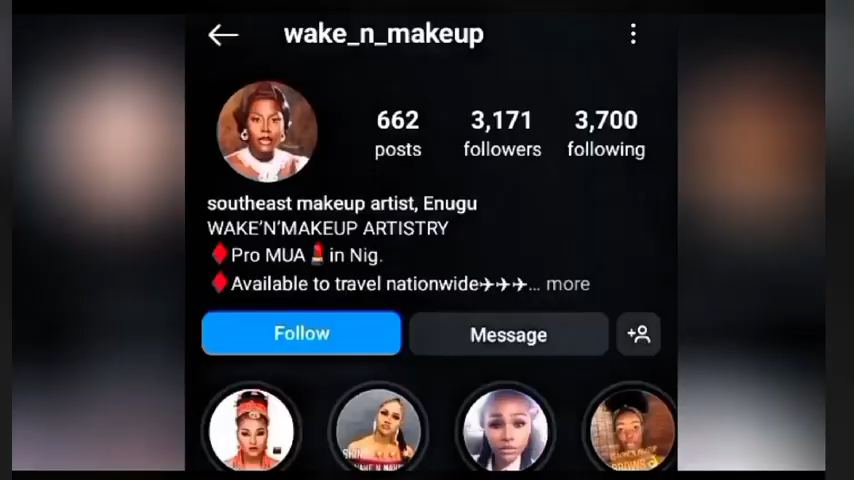 wake_n_makeup
662 3,171 3,700
posts followers following
southeast makeup artist, Enugu
WAKE'N'MAKEUP ARTISTRY
♦️Pro MUA💄in Nig.
♦️Available to travel nationwide✈✈✈... more
Follow Message